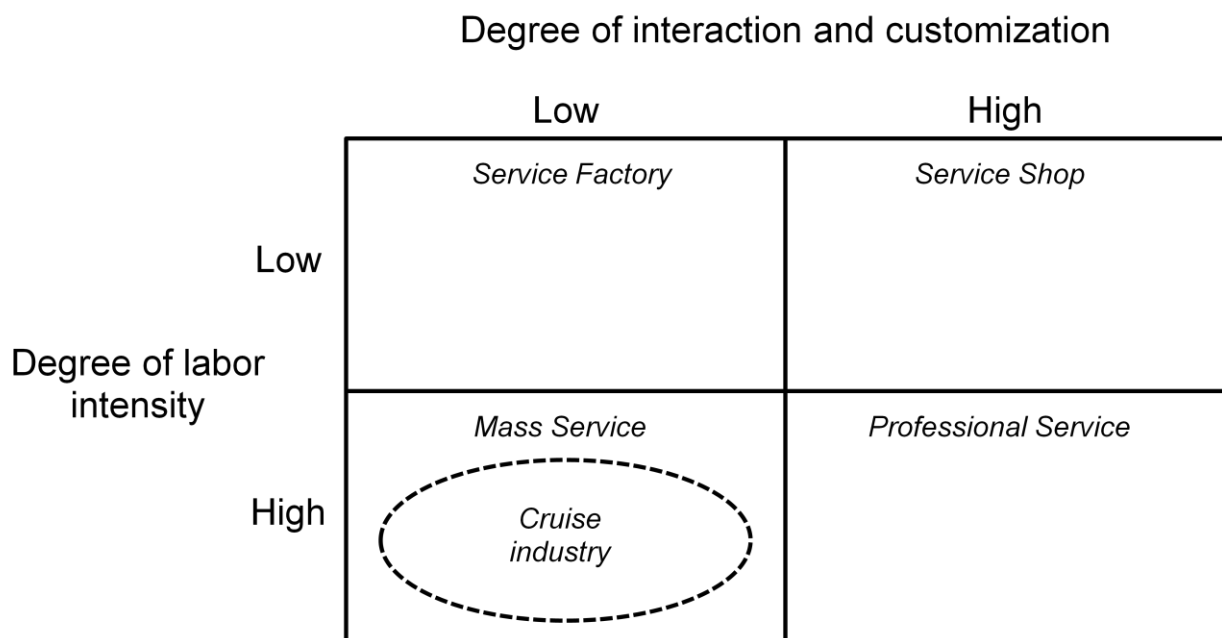 Degree of interaction and customization
Low
High
Service Factory
Service Shop
Low
Degree of labor
intensity
Mass Service
Professional Service
High
Cruise
industry